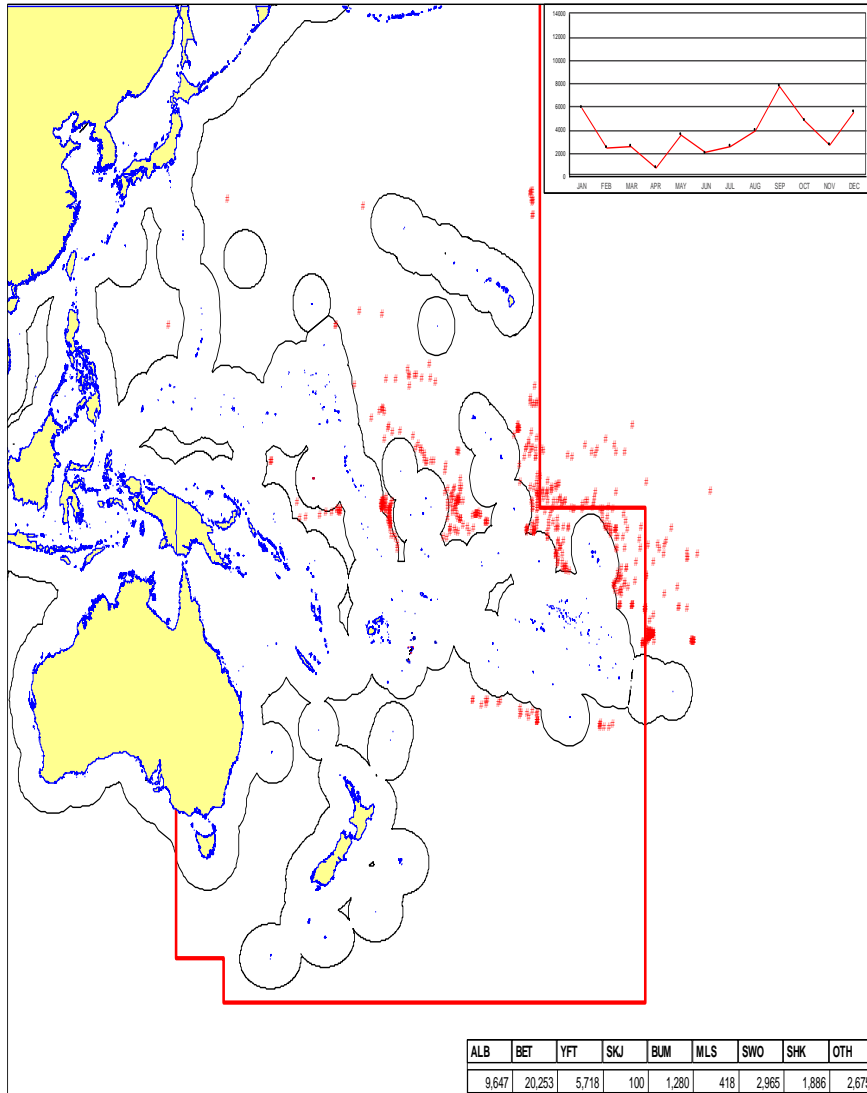 14000
12000
10000
8000
6000
4000
2000
0
JAN FEB MAR APR MAY JUN JUL AUG SEP OCT NOV DEC
ALB BET YFT SKJ BUM MLS SWO SHK OTH
9,647 20,253 5,718 100 1,280 418 2,965 1,886 2,675